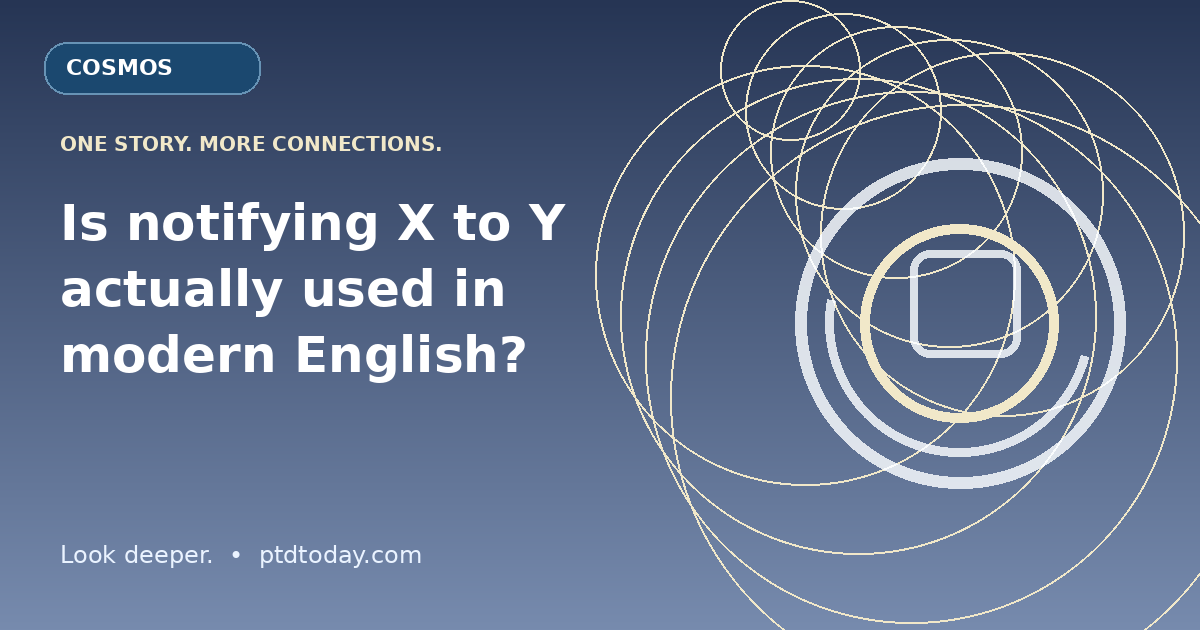 COSMOS
ONE STORY. MORE CONNECTIONS.
Is notifying X to Y
actually used in
modern English?
Look deeper. • ptdtoday.com